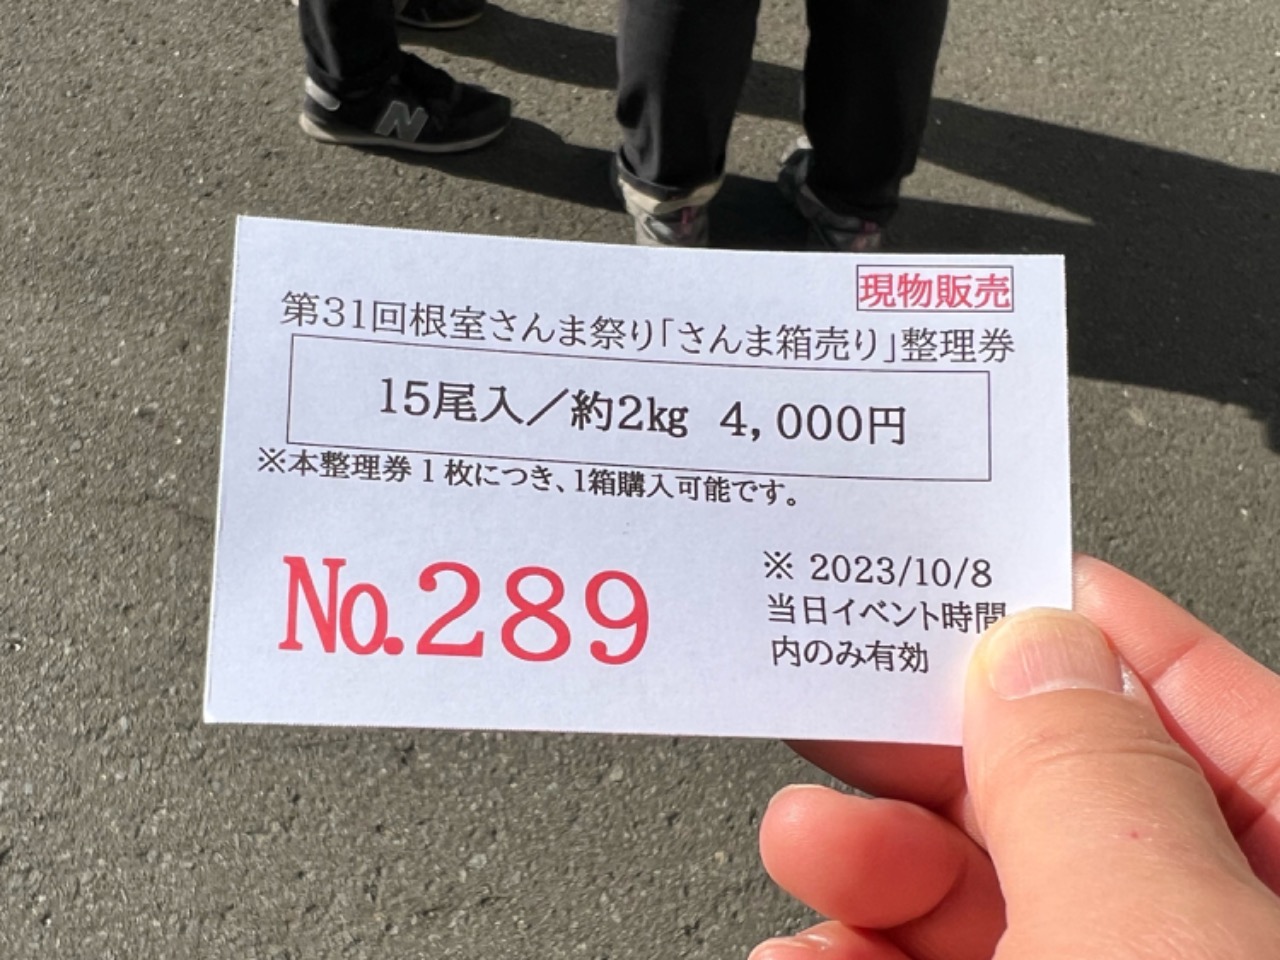 現物販売
第31回根室さんま祭り「さんま箱売り」整理券
15尾入／約2㎏ 4,000円
※本整理券１枚につき、1箱購入可能です。
№.289
※ 2023/10/8
当日イベント時間
内のみ有効
N